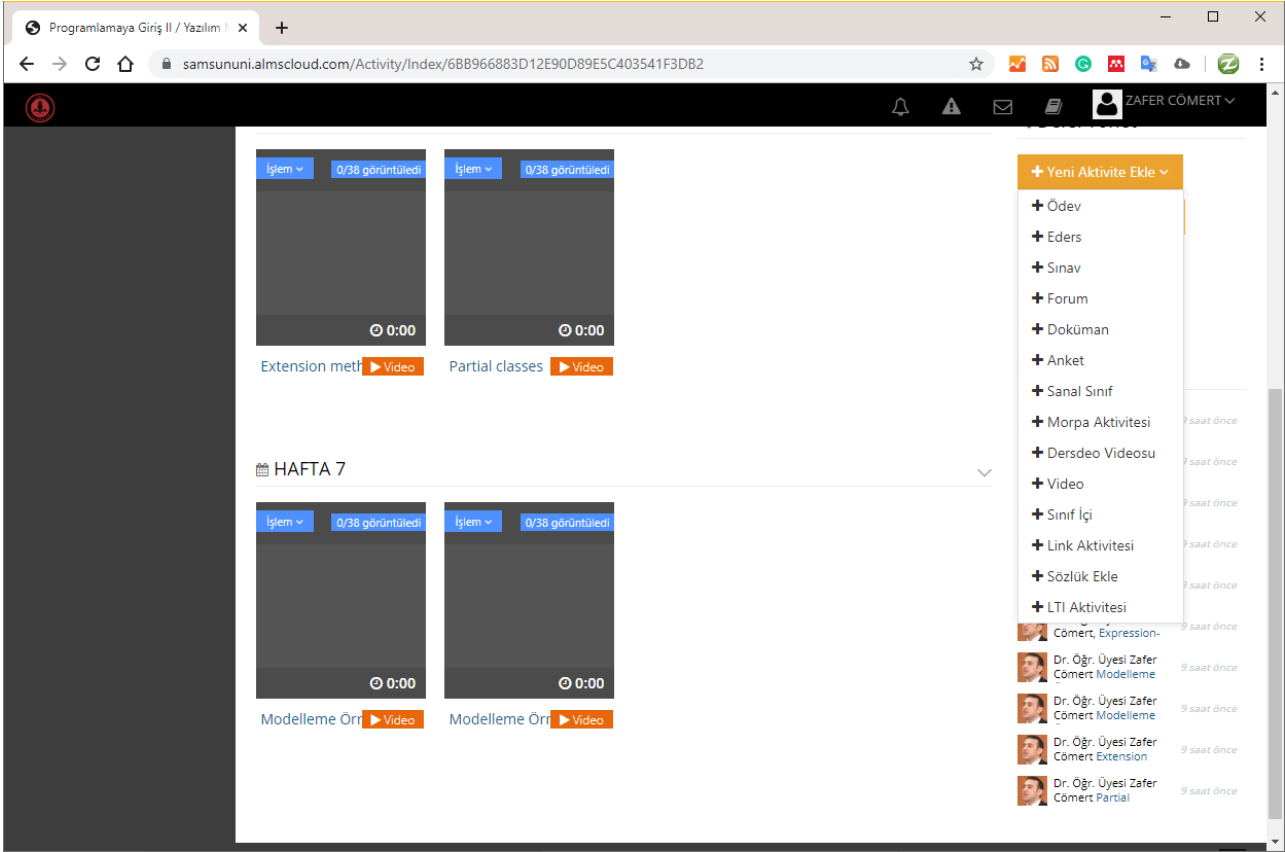 Programlamaya Giriş II / Yazılım
samsununi.almscloud.com/Activity/Index/6BB966883D12E90D89E5C403541F3DB2
ZAFER CÖMERT
İşlem
0/38 görüntüledi
İşlem
0/38 görüntüledi
0:00
0:00
Extension meth
Video
Partial classes
Video
HAFTA 7
İşlem
0/38 görüntüledi
İşlem
0/38 görüntüledi
0:00
0:00
Modelleme Örr
Video
Modelleme Örr
Video
+ Yeni Aktivite Ekle
+ Ödev
+ Eders
+ Sınav
+ Forum
+ Doküman
+ Anket
+ Sanal Sınıf
+ Morpa Aktivitesi
+ Dersdeo Videosu
+ Video
+ Sınıf İçi
+ Link Aktivitesi
+ Sözlük Ekle
+ LTI Aktivitesi
9 saat önce
9 saat önce
9 saat önce
9 saat önce
9 saat önce
Cömert, Expression-
9 saat önce
Dr. Öğr. Üyesi Zafer
Cömert Modelleme
9 saat önce
Dr. Öğr. Üyesi Zafer
Cömert Modelleme
9 saat önce
Dr. Öğr. Üyesi Zafer
Cömert Extension
9 saat önce
Dr. Öğr. Üyesi Zafer
Cömert Partial
9 saat önce